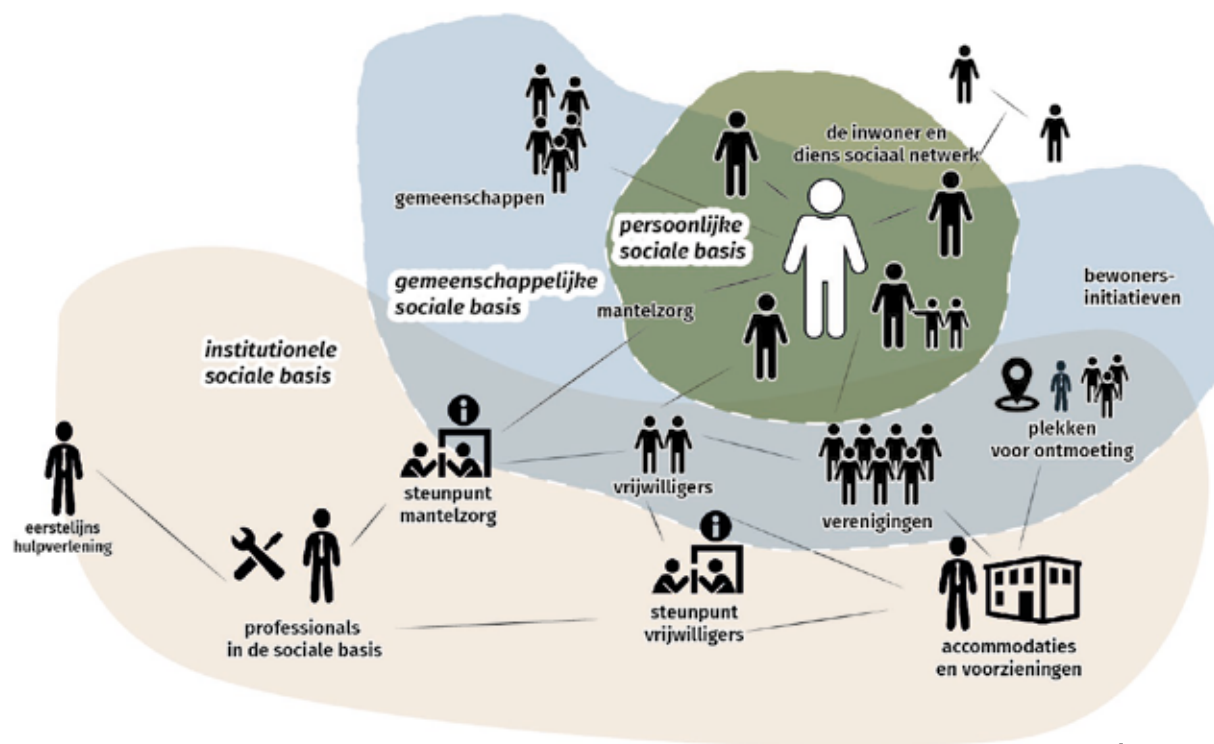 de inwoner en
diens sociaal netwerk
gemeenschappen
persoonlijke
sociale basis
gemeenschappelijke
sociale basis
bewoners-
initiatieven
mantelzorg
institutionele
sociale basis
plekken
voor ontmoeting
steunpunt
mantelzorg
vrijwilligers
verenigingen
eerstelijns
hulpverlening
steunpunt
vrijwilligers
professionals
in de sociale basis
accommodaties
en voorzieningen